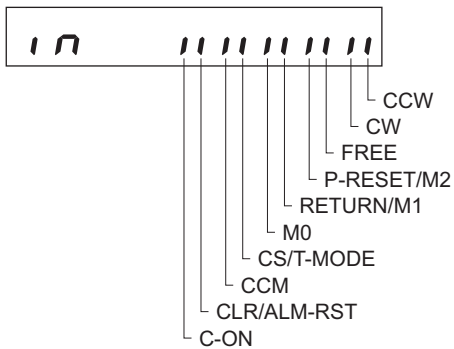 in
CCW
CW
FREE
P-RESET/M2
RETURN/M1
M0
CS/T-MODE
CCM
CLR/ALM-RST
C-ON